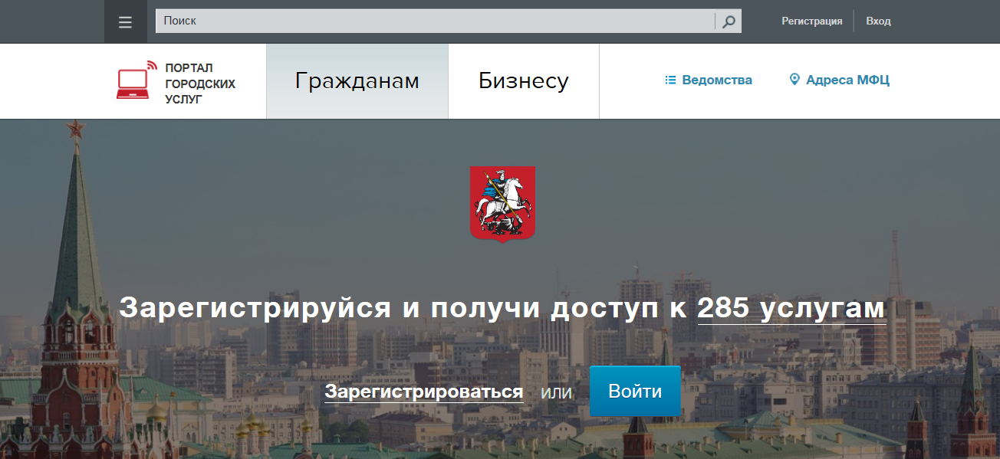 Поиск
Регистрация
Вход
ПОРТАЛ
ГОРОДСКИХ
УСЛУГ
Гражданам
Бизнесу
Ведомства
Адреса МФЦ
Зарегистрируйся и получи доступ к 285 услугам
Зарегистрироваться или Войти